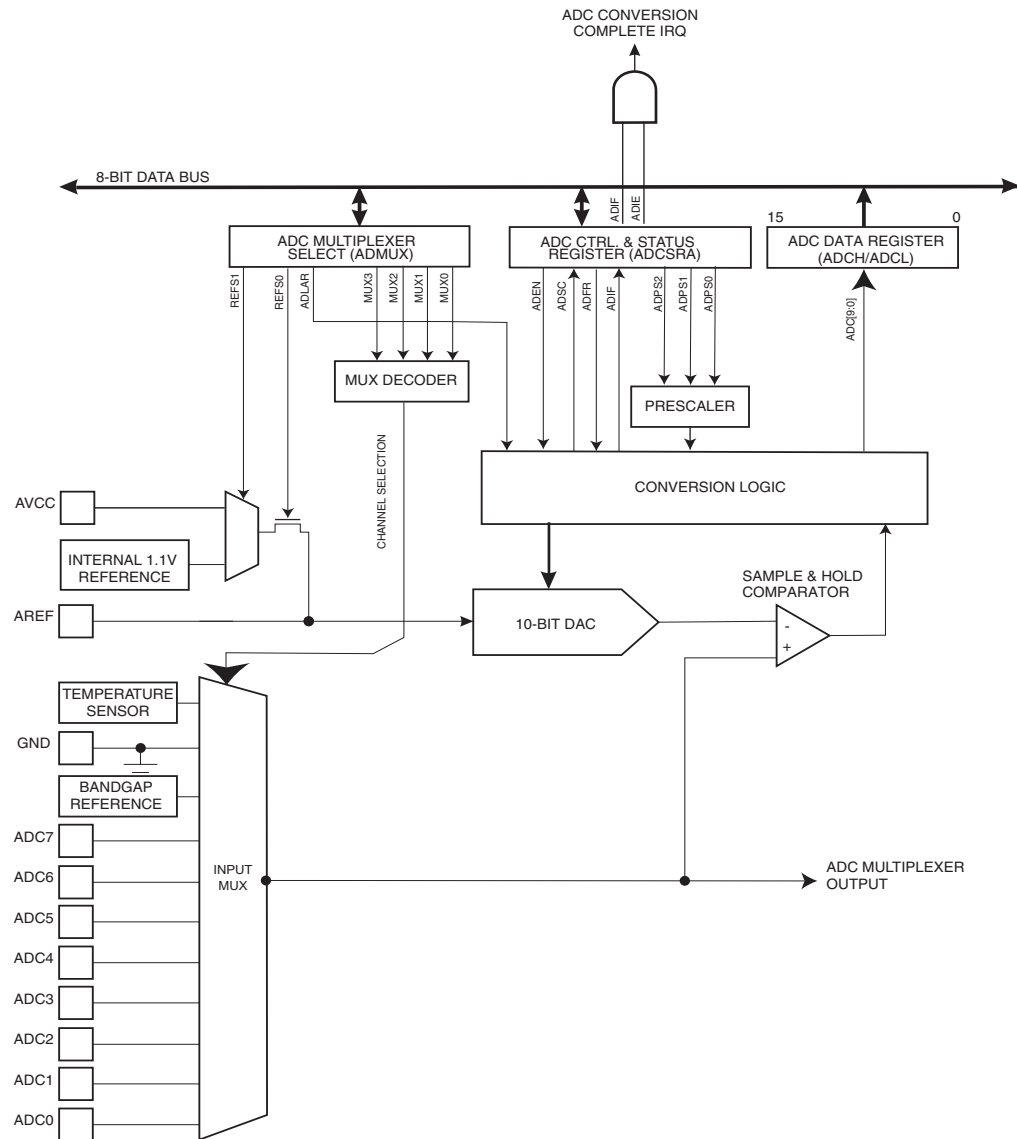 ADC CONVERSION
COMPLETE IRQ
8-BIT DATA BUS
ADIF
ADIE
15
0
ADC MULTIPLEXER
SELECT (ADMUX)
ADC CTRL. & STATUS
REGISTER (ADCSRA)
ADC DATA REGISTER
(ADCH/ADCL)
REFS1
REFS0
ADLAR
MUX3
MUX2
MUX1
MUX0
ADEN
ADSC
ADFR
ADIF
ADPS2
ADPS1
ADPS0
ADC[9:0]
MUX DECODER
PRESCALER
CHANNEL SELECTION
CONVERSION LOGIC
AVCC
INTERNAL 1.1V
REFERENCE
SAMPLE & HOLD
COMPARATOR
AREF
10-BIT DAC
-
+
TEMPERATURE
SENSOR
GND
BANDGAP
REFERENCE
ADC7
ADC6
ADC5
ADC4
ADC3
ADC2
ADC1
ADC0
INPUT
MUX
ADC MULTIPLEXER
OUTPUT